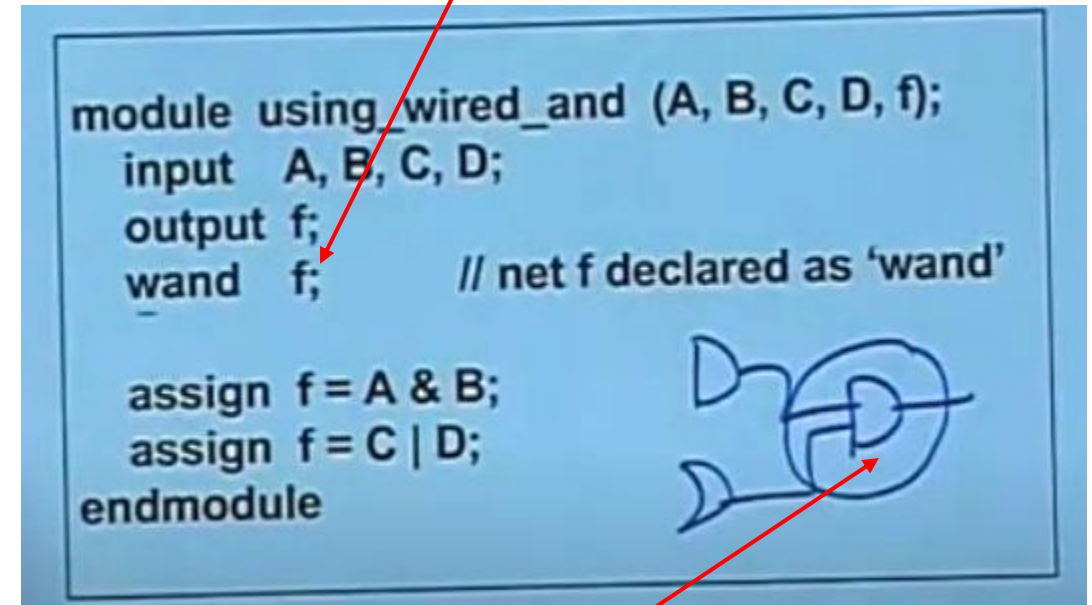 module using_wired_and (A, B, C, D, f);
input A, B, C, D;
output f;
wand f; // net f declared as ‘wand’
assign f = A & B;
assign f = C | D;
endmodule